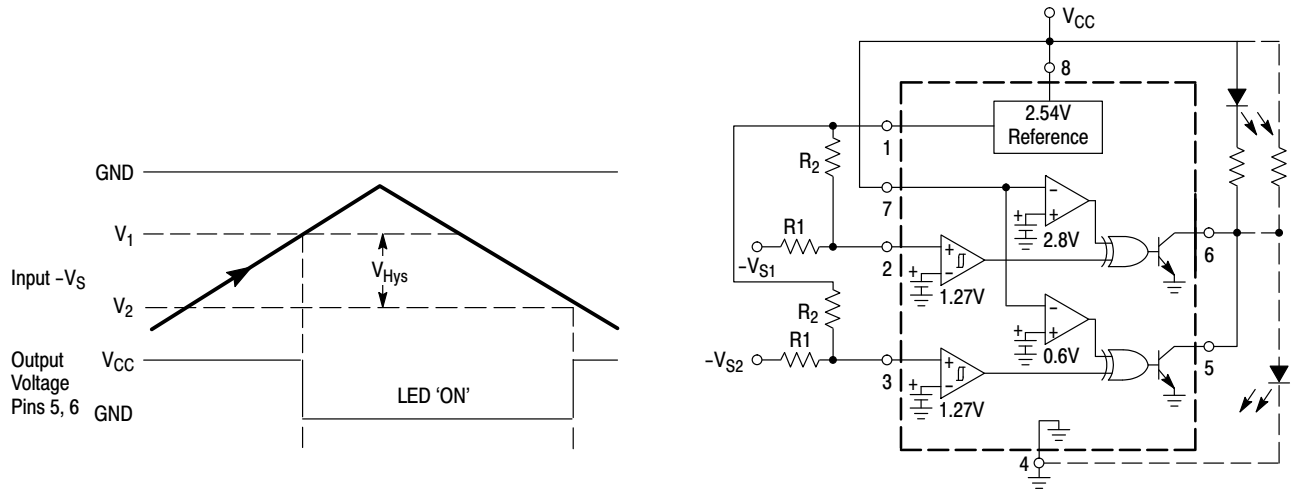 GND
V1
Input –VS
VHys
V2
Output
Voltage
Pins 5, 6
VCC
GND
LED ‘ON’
VCC
8
2.54V
Reference
1
R2
7
–
+
+
2.8V
R1
–VS1
2
+
–
+
1.27V
6
R2
–
+
+
0.6V
R1
–VS2
3
+
–
+
1.27V
5
4